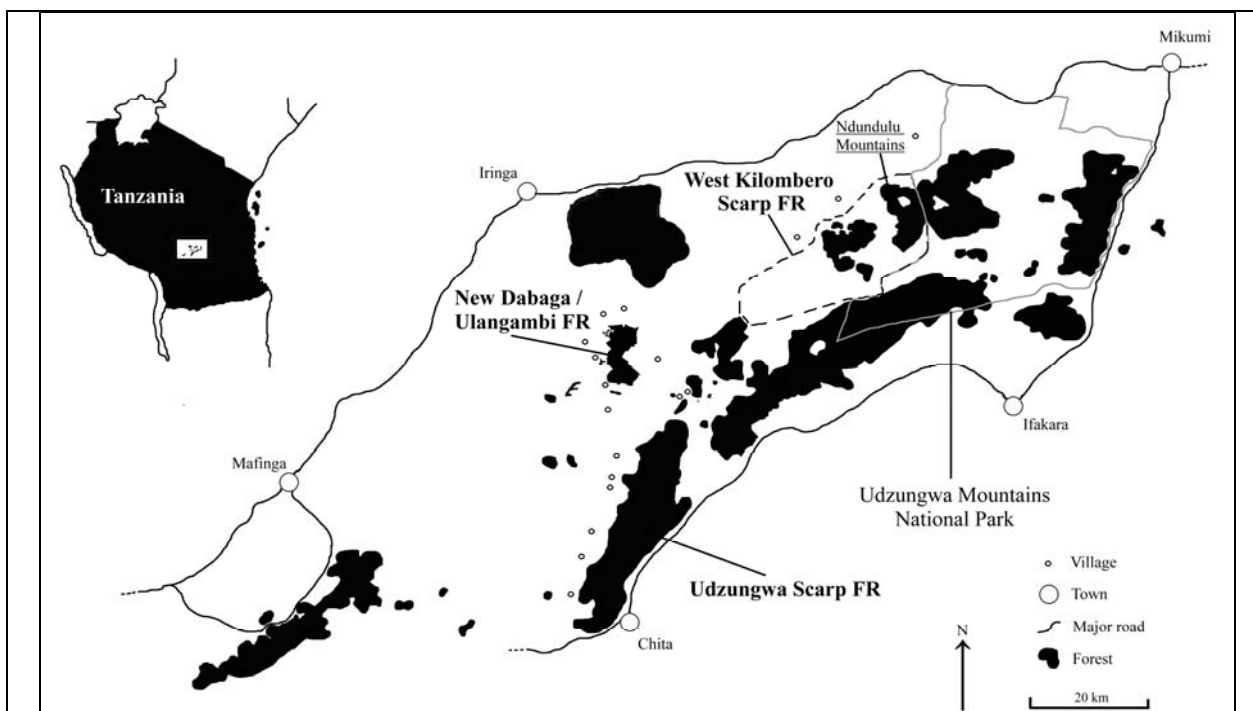 Mikumi
Ndundulu
Mountains
Iringa
West Kilombero
Scarp FR
Tanzania
New Dabaga /
Ulangambi FR
Ifakara
Mafinga
Udzungwa Mountains
National Park
Village
Udzungwa Scarp FR
Town
Chita
N
Major road
Forest
20 km